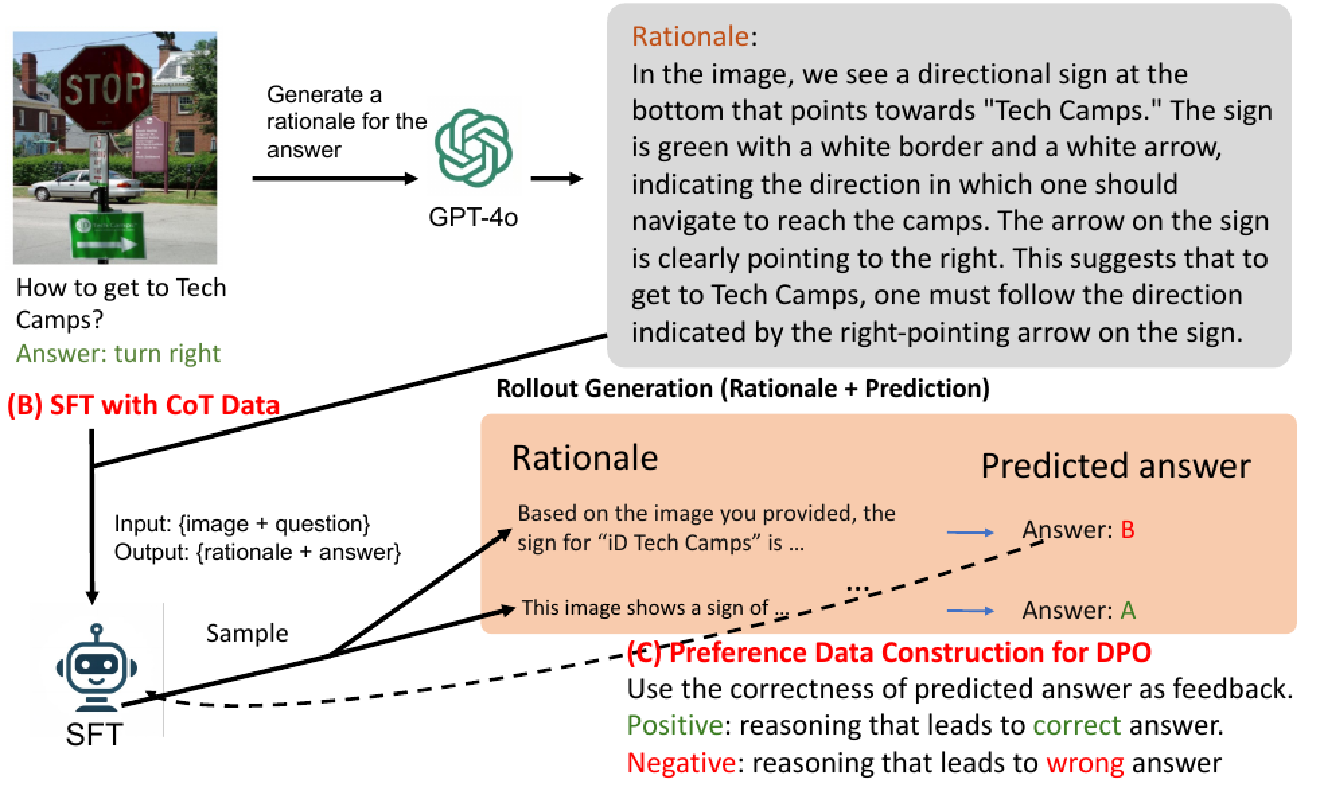 STOP
How to get to Tech
Camps?
Answer: turn right
Generate a
rationale for the
answer
GPT-4o
Rationale:
In the image, we see a directional sign at the
bottom that points towards "Tech Camps." The sign
is green with a white border and a white arrow,
indicating the direction in which one should
navigate to reach the camps. The arrow on the sign
is clearly pointing to the right. This suggests that to
get to Tech Camps, one must follow the direction
indicated by the right-pointing arrow on the sign.
(B) SFT with CoT Data
Input: {image + question}
Output: {rationale + answer}
SFT
Sample
Rollout Generation (Rationale + Prediction)
Rationale
Predicted answer
Based on the image you provided, the
sign for “iD Tech Camps” is ...
Answer: B
...
This image shows a sign of ...
Answer: A
(C) Preference Data Construction for DPO
Use the correctness of predicted answer as feedback.
Positive: reasoning that leads to correct answer.
Negative: reasoning that leads to wrong answer